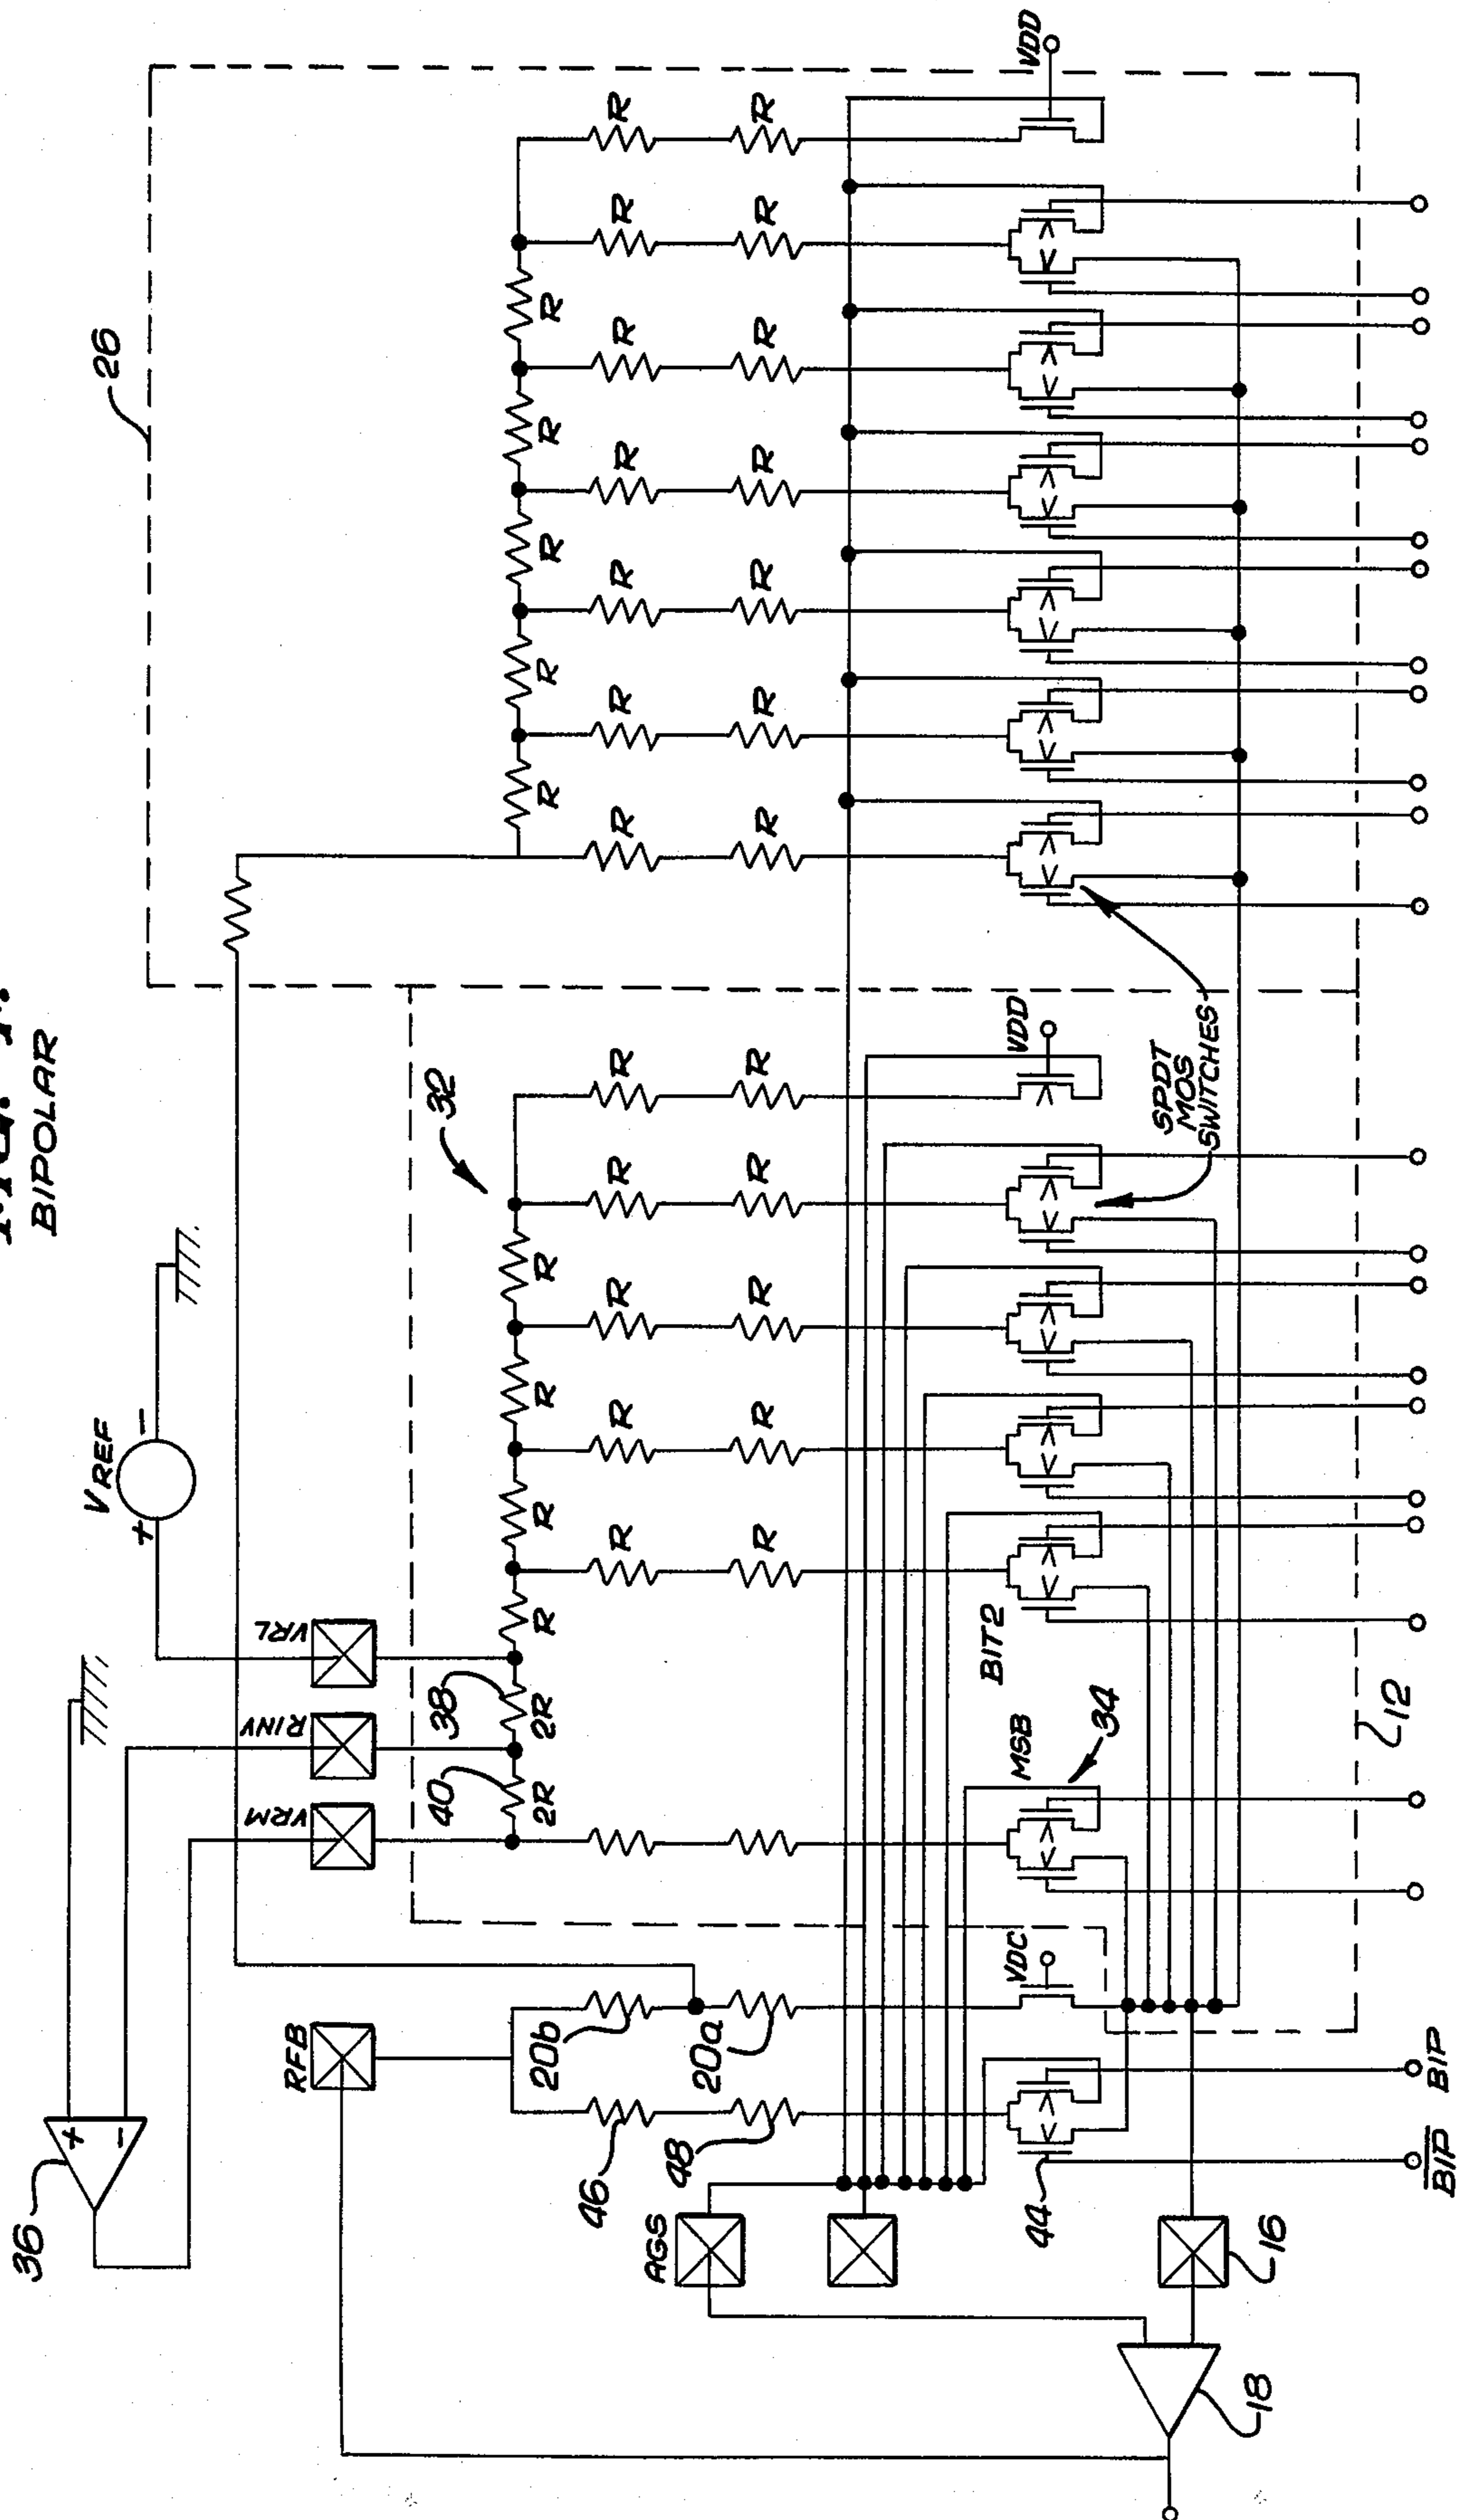 BIPOLAR
36
+
-
VREF
+
-
26
VRM
RINV
VRL
RFB
32
40
38
2R
2R
R
R
R
R
R
R
R
R
R
20b
46
R
R
R
R
R
R
R
R
R
R
R
R
20a
48
R
R
R
R
R
R
R
R
R
R
R
R
AGS
VDC
MSB
BIT2
VDD
VDD
44
34
SPDT
MOS
SWITCHES
16
18
12
BIP
BIP